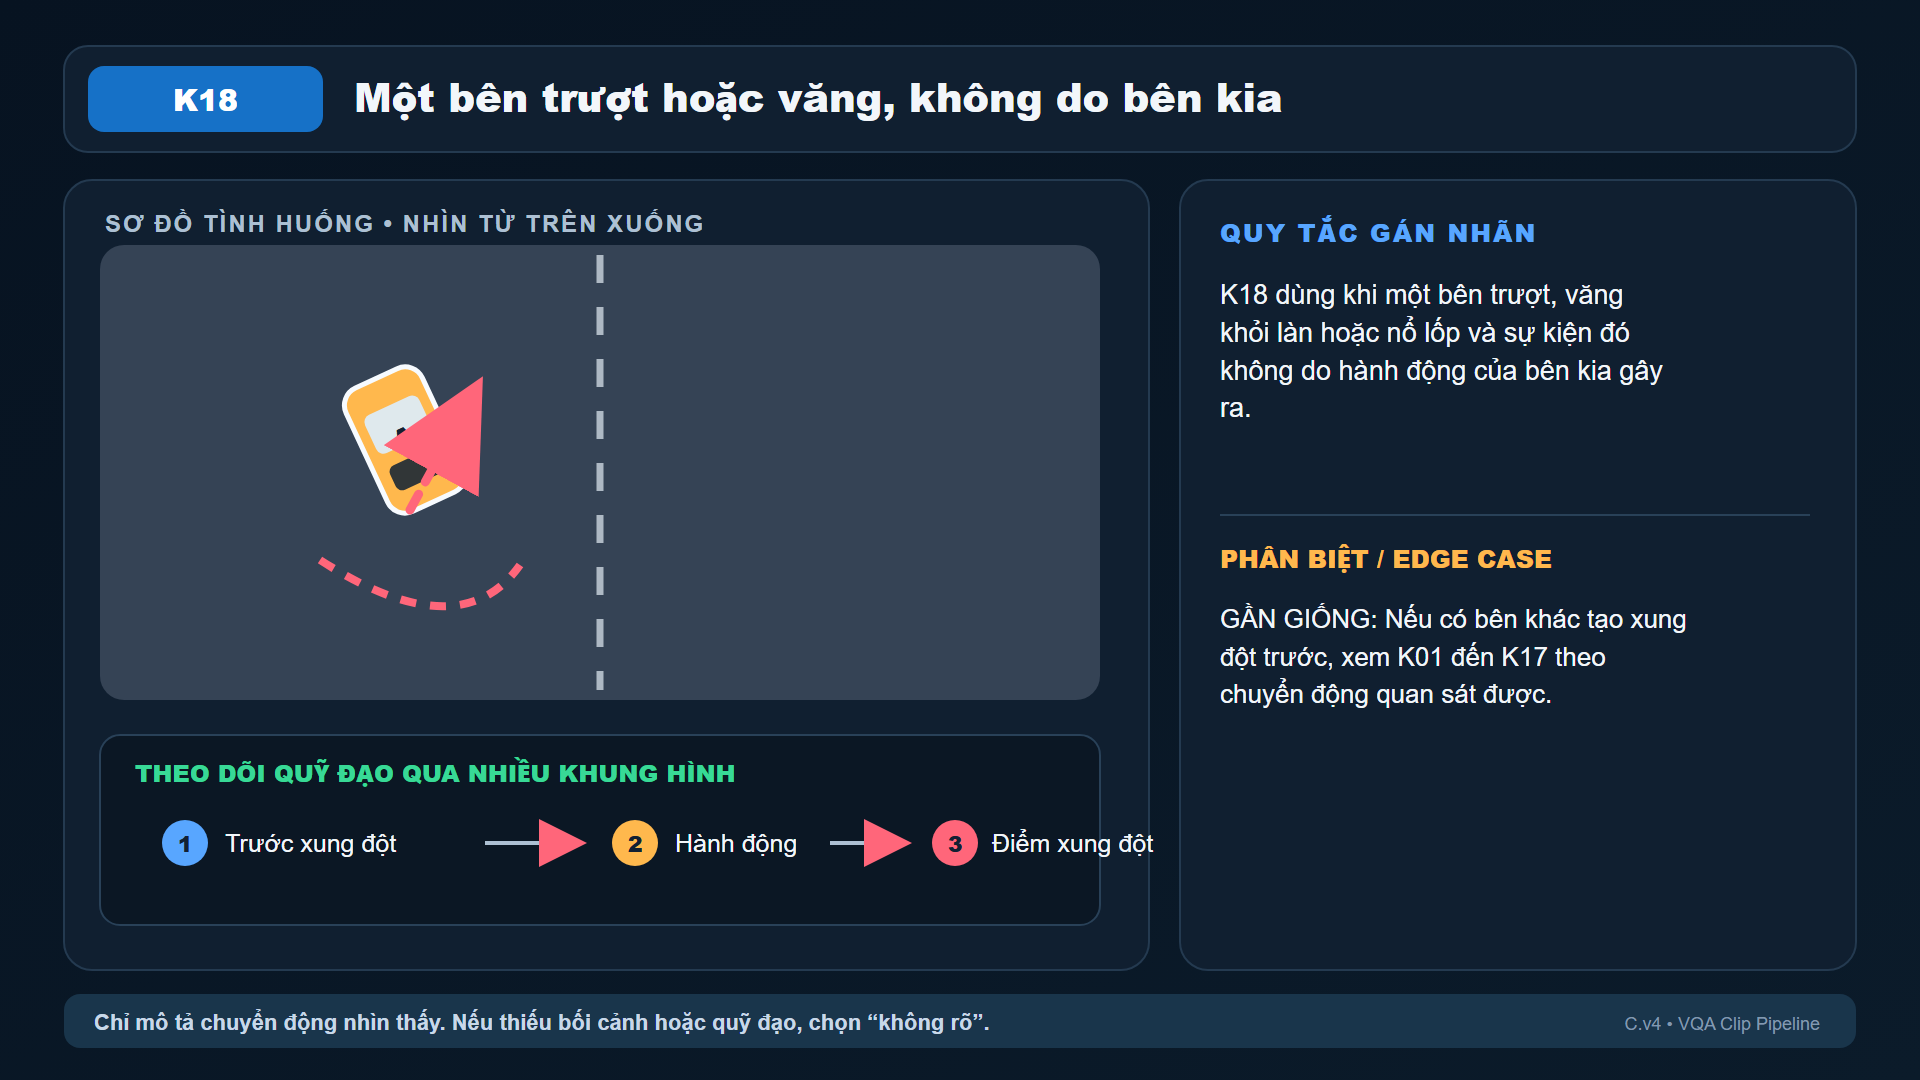 K18
Một bên trượt hoặc văng, không do bên kia
SƠ ĐỒ TÌNH HUỐNG • NHÌN TỪ TRÊN XUỐNG
QUY TẮC GÁN NHÃN
K18 dùng khi một bên trượt, văng
khỏi làn hoặc nổ lốp và sự kiện đó
không do hành động của bên kia gây
ra.
PHÂN BIỆT / EDGE CASE
GẦN GIỐNG: Nếu có bên khác tạo xung
đột trước, xem K01 đến K17 theo
chuyển động quan sát được.
THEO DÕI QUỸ ĐẠO QUA NHIỀU KHUNG HÌNH
1 Trước xung đột
2 Hành động
3 Điểm xung đột
Chỉ mô tả chuyển động nhìn thấy. Nếu thiếu bối cảnh hoặc quỹ đạo, chọn “không rõ”.
C.v4 • VQA Clip Pipeline